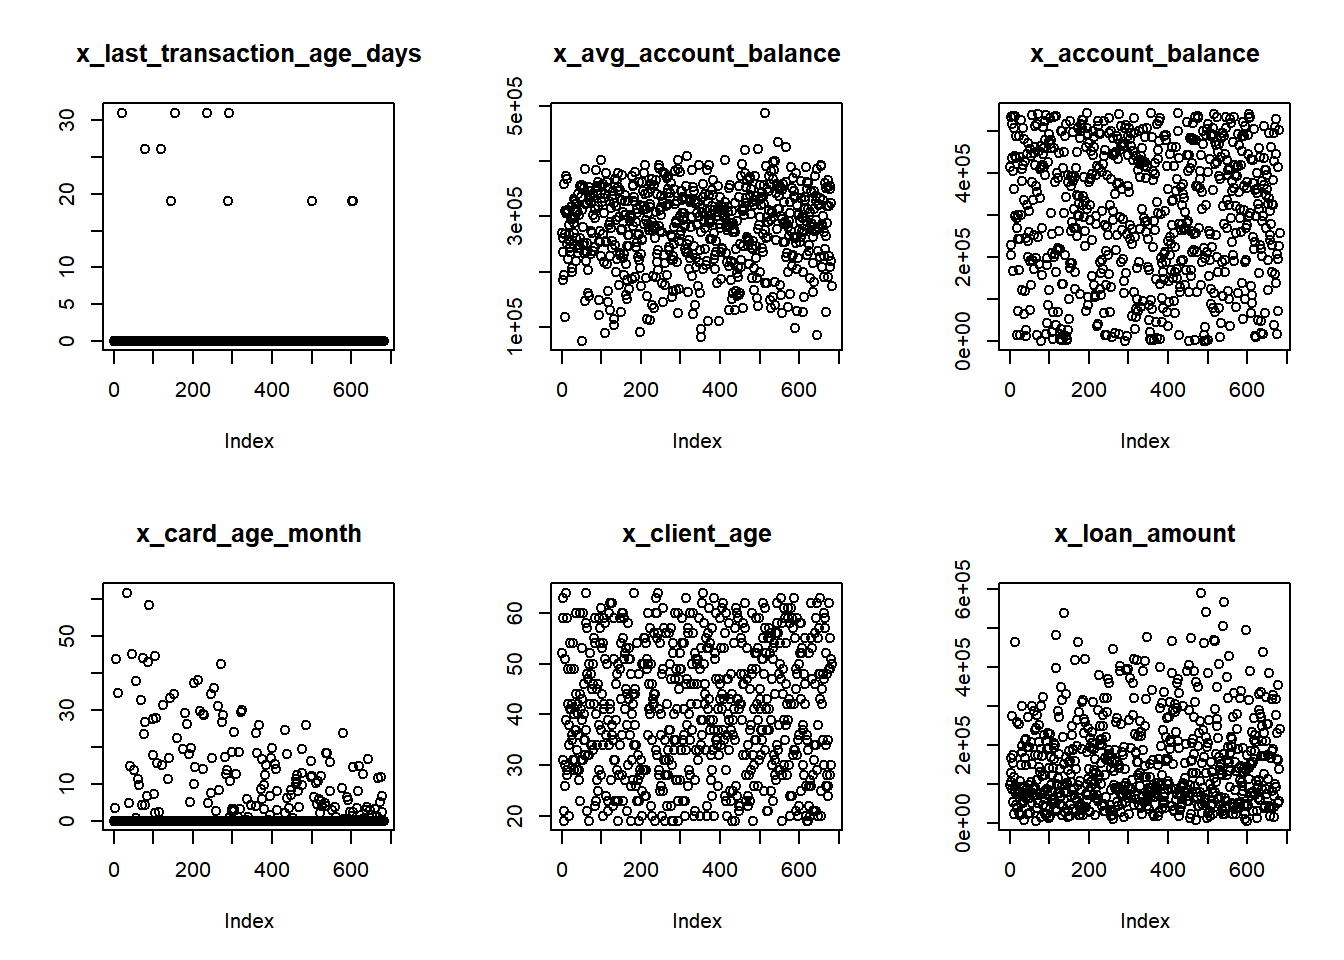 x_last_transaction_age_days
30
20
10
5
0
0 200 400 600
Index
x_avg_account_balance
5e+05
3e+05
1e+05
0 200 400 600
Index
x_account_balance
4e+05
2e+05
0e+00
0 200 400 600
Index
x_card_age_month
50
30
10
0
0 200 400 600
Index
x_client_age
60
50
40
30
20
0 200 400 600
Index
x_loan_amount
6e+05
4e+05
2e+05
0e+00
0 200 400 600
Index